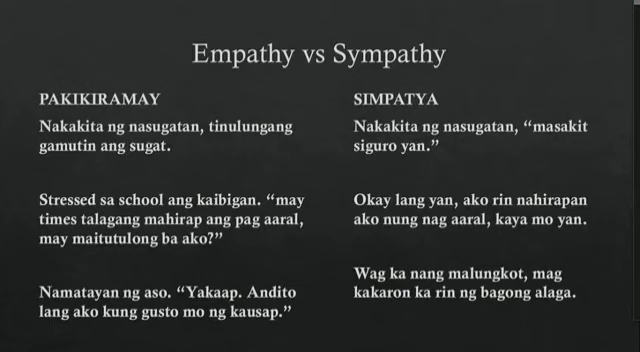 Empathy vs Sympathy
PAKIKIRAMAY
Nakakita ng nasugatan, tinulungang
gamutin ang sugat.
Stressed sa school ang kaibigan. “may
times talagang mahirap ang pag aaral,
may maitutulong ba ako?”
Namatayan ng aso. “Yakaap. Andito
lang ako kung gusto mo ng kausap.”
SIMPATYA
Nakakita ng nasugatan, “masakit
siguro yan.”
Okay lang yan, ako rin nahirapan
ako nung nag aaral, kaya mo yan.
Wag ka nang malungkot, mag
kakaron ka rin ng bagong alaga.